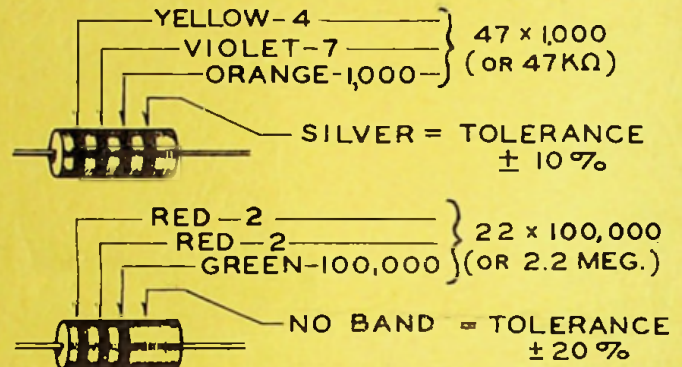 YELLOW-4
VIOLET-7
ORANGE-1,000
47 x 1,000
(OR 47KΩ)
SILVER = TOLERANCE
± 10%
RED-2
RED-2
GREEN-100,000
22 x 100,000
(OR 2.2 MEG.)
NO BAND = TOLERANCE
± 20%